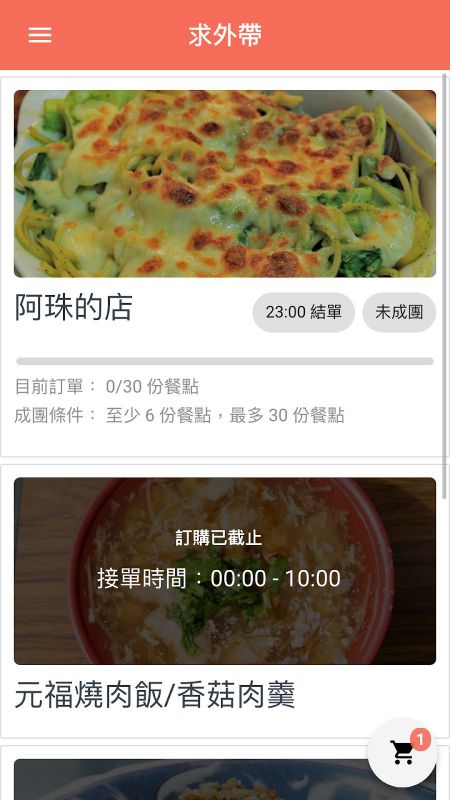 求外帶
阿珠的店
23:00 結單
未成團
目前訂單： 0/30 份餐點
成團條件： 至少 6 份餐點，最多 30 份餐點
訂購已截止
接單時間：00:00 - 10:00
元福燒肉飯/香菇肉羹
1